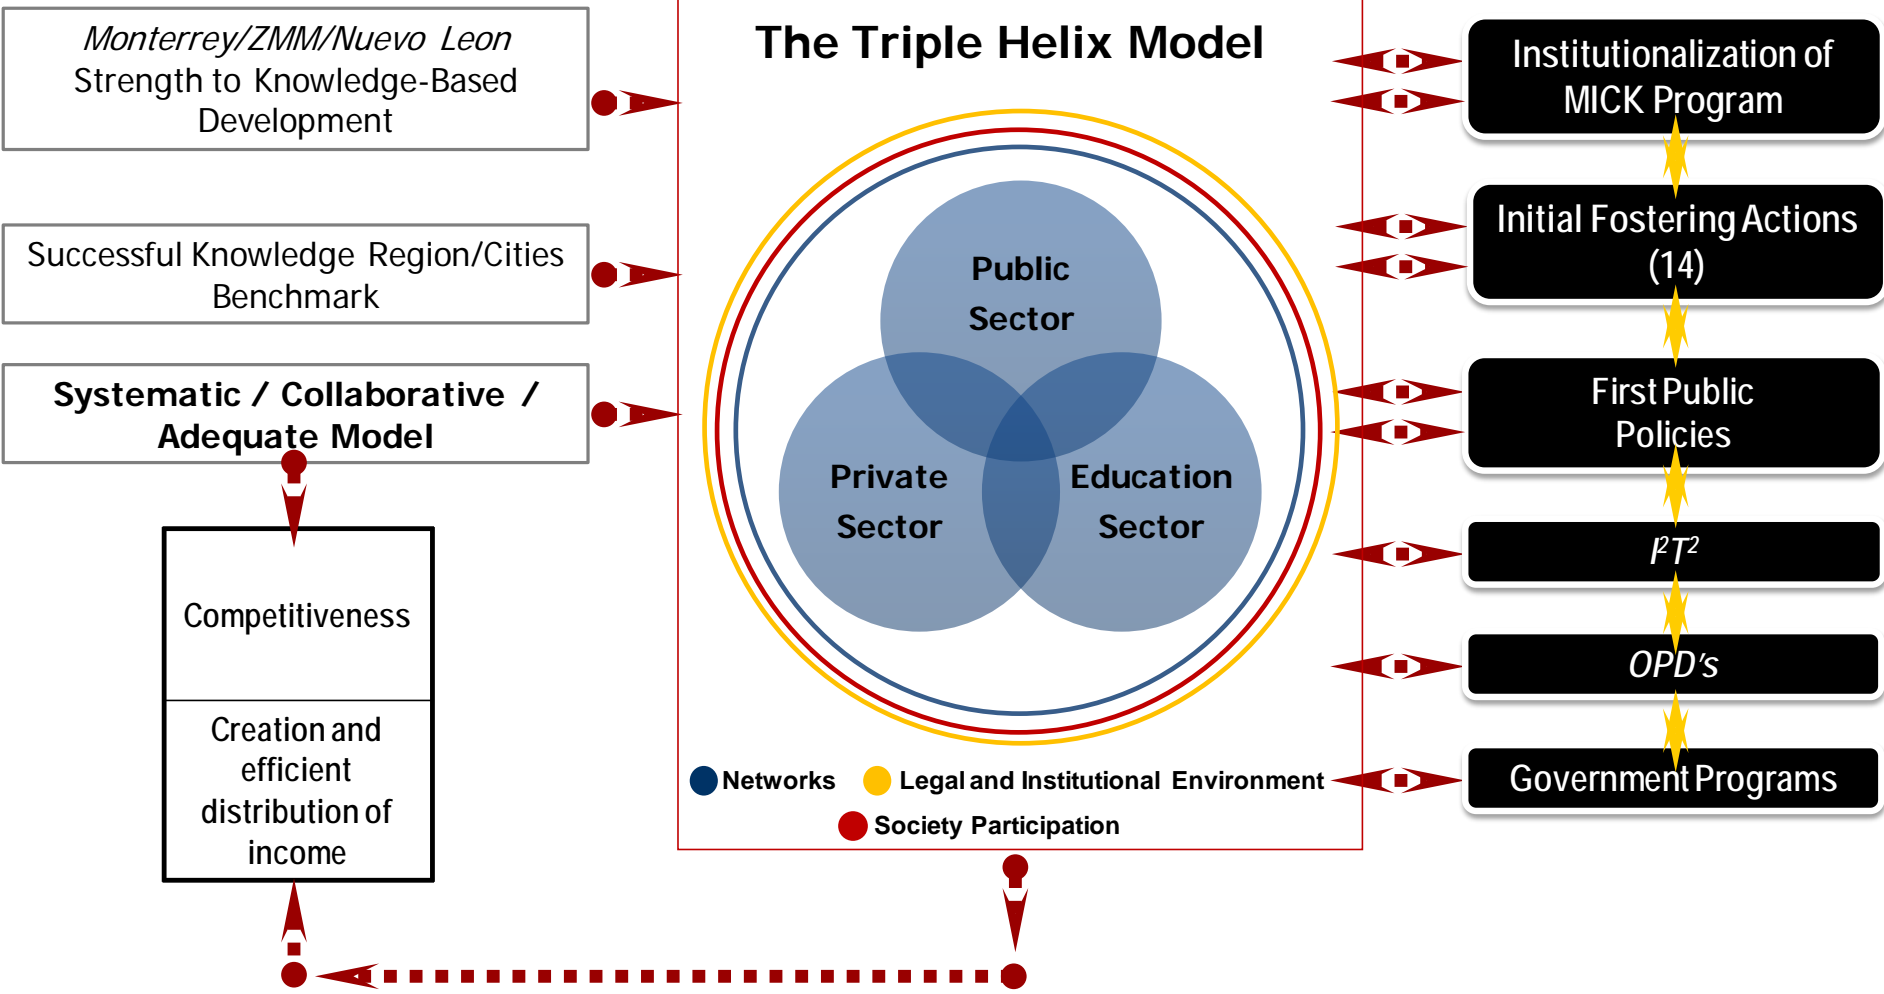 Monterrey/ZMM/Nuevo Leon
Strength to Knowledge-Based
Development
Successful Knowledge Region/Cities
Benchmark
Systematic / Collaborative /
Adequate Model
Competitiveness
Creation and
efficient
distribution of
income
The Triple Helix Model
Public
Sector
Private
Sector
Education
Sector
Networks
Legal and Institutional Environment
Society Participation
Institutionalization of
MICK Program
Initial Fostering Actions
(14)
First Public
Policies
I²T²
OPD's
Government Programs